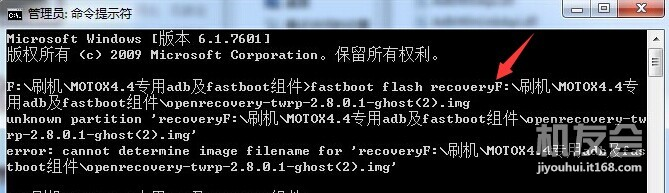 管理员: 命令提示符
Microsoft Windows [版本 6.1.7601]
版权所有 (c) 2009 Microsoft Corporation。保留所有权利。
F:\刷机\MOTOX4.4专用adb及fastboot组件>fastboot flash recoveryF:\刷机\MOTOX4.4专
用adb及fastboot组件\openrecovery-twrp-2.8.0.1-ghost(2).img
unknown partition 'recoveryF:\刷机\MOTOX4.4专用adb及fastboot组件\openrecovery-tw
rp-2.8.0.1-ghost(2).img'
error: cannot determine image filename for 'recoveryF:\刷机\MOTOX4.4专用adb及fas
tboot组件\openrecovery-twrp-2.8.0.1-ghost(2).img'
机友会
jiyouhui.it168.com